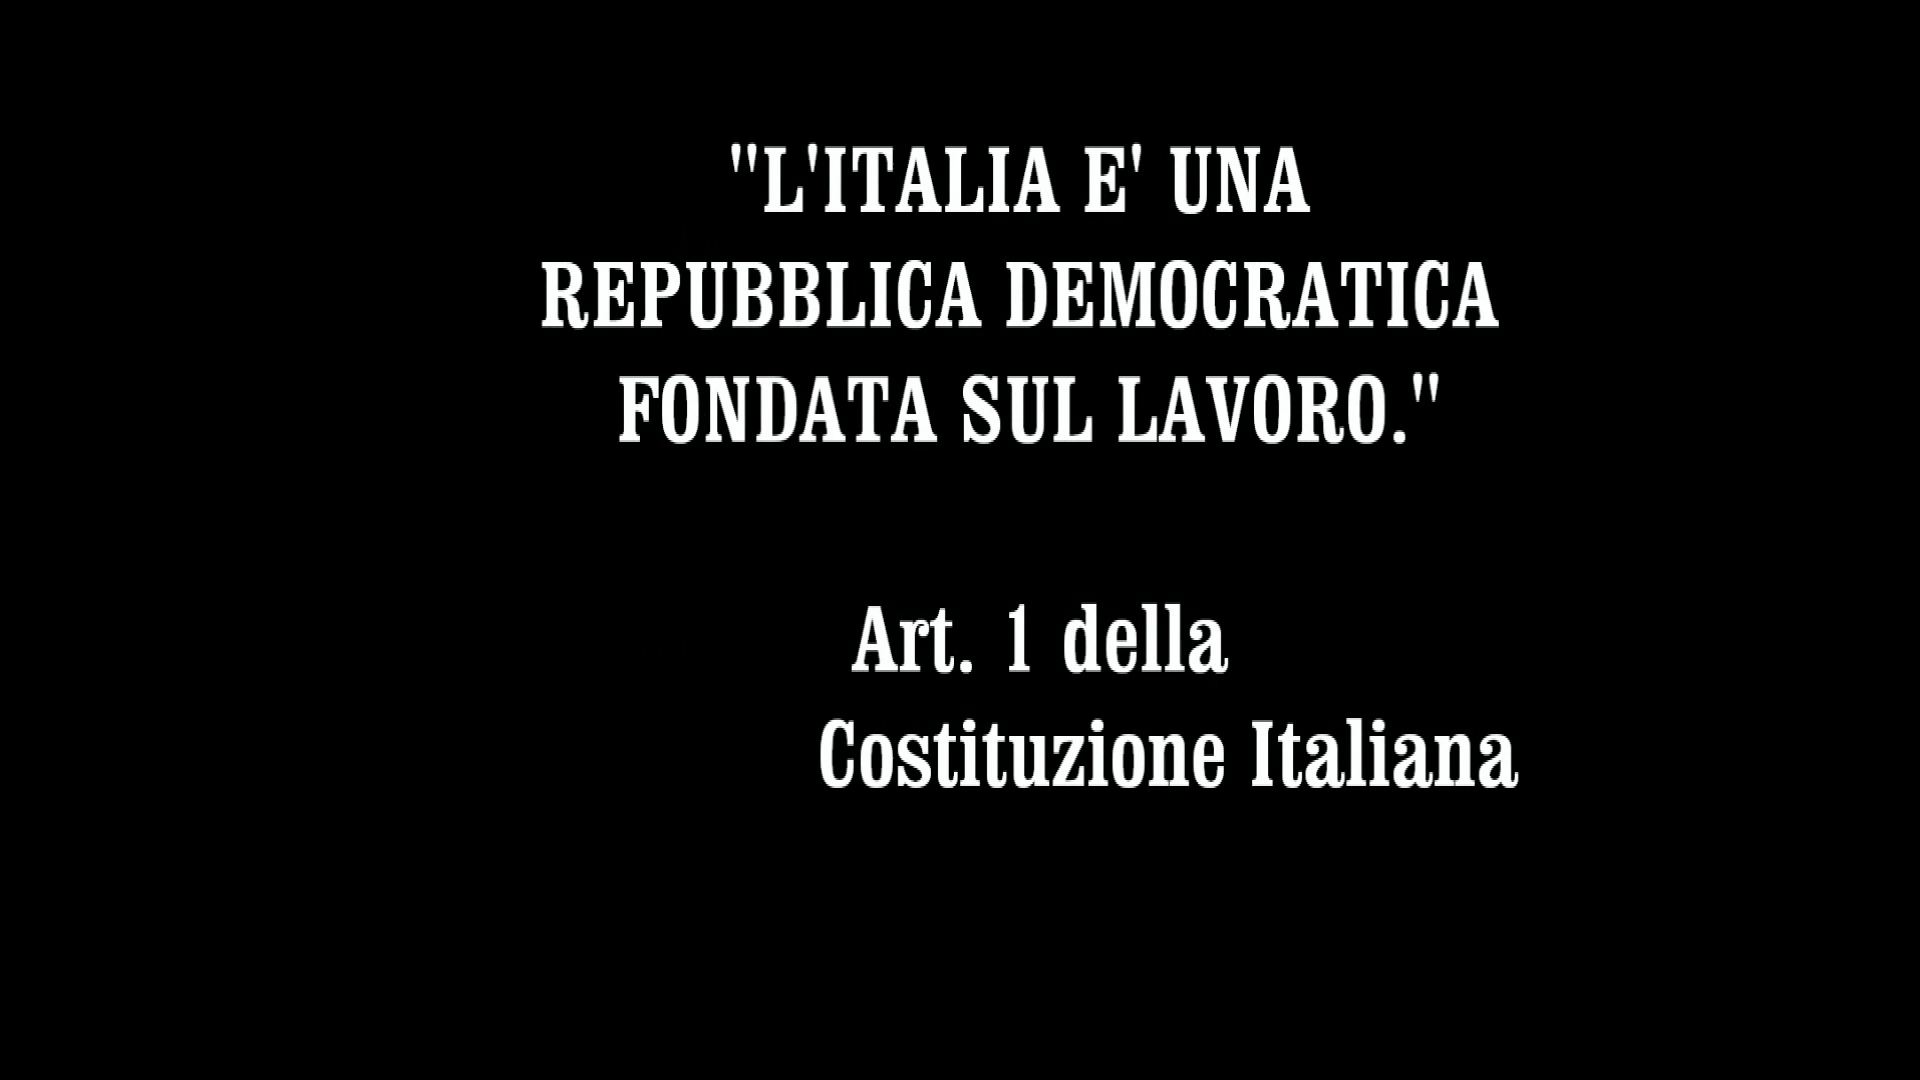 "L'ITALIA E' UNA
REPUBBLICA DEMOCRATICA
FONDATA SUL LAVORO."
Art. 1 della
Costituzione Italiana